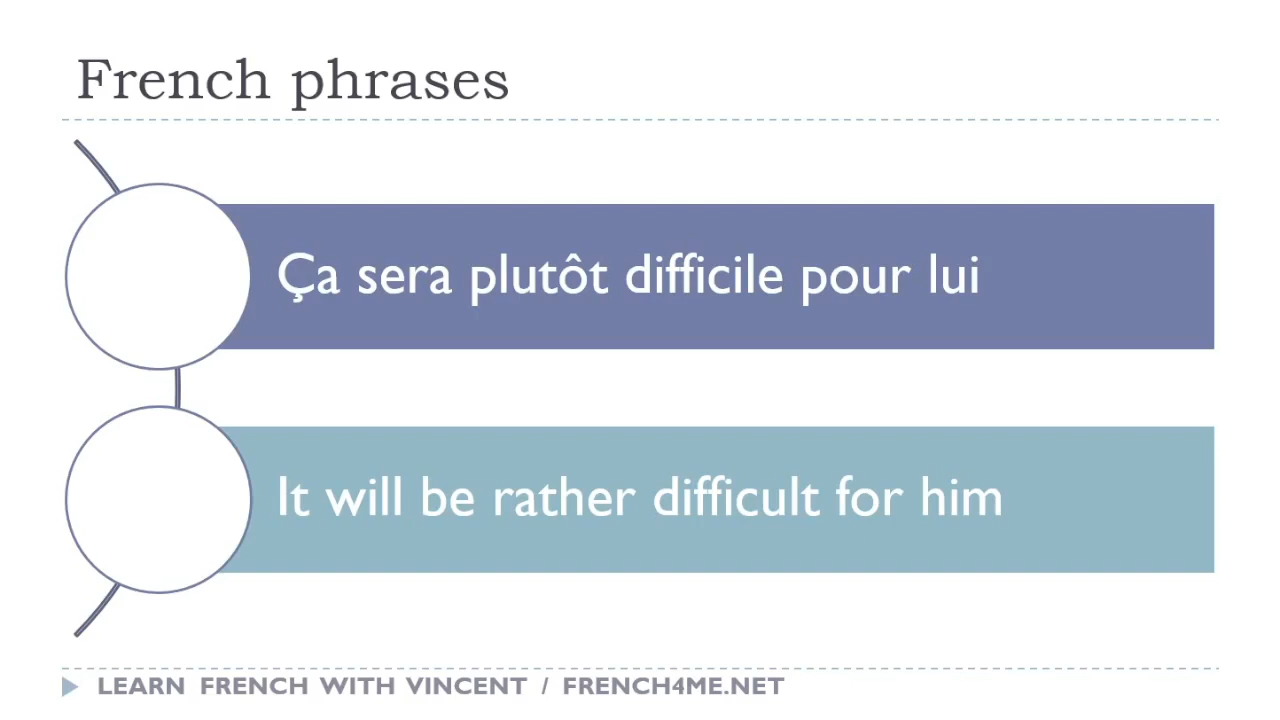 French phrases
Ça sera plutôt difficile pour lui
It will be rather difficult for him
LEARN FRENCH WITH VINCENT / FRENCH4ME.NET